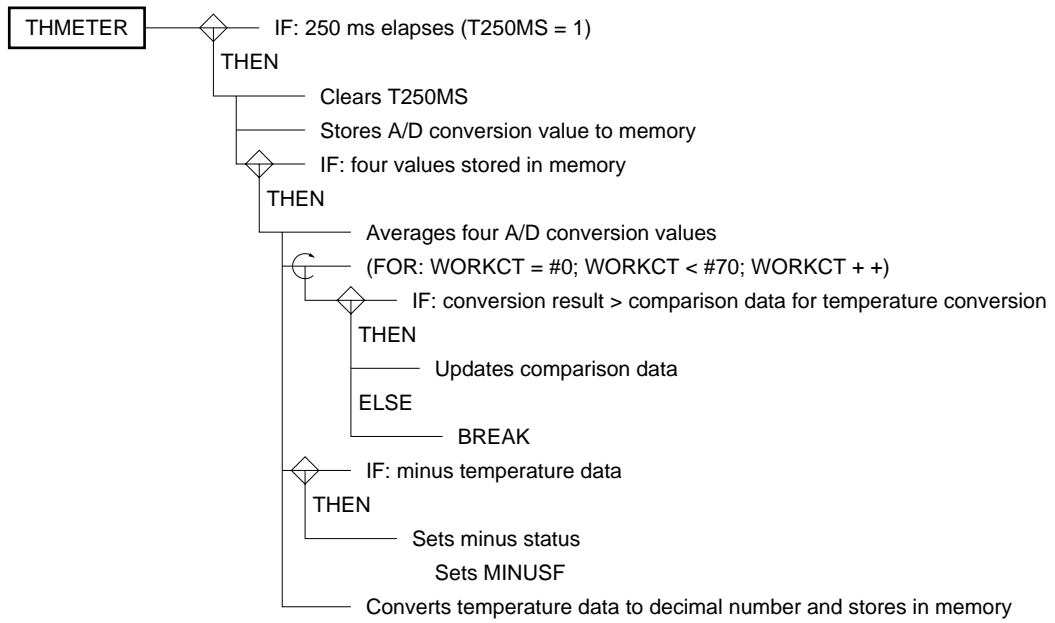 THMETER
IF: 250 ms elapses (T250MS = 1)
THEN
Clears T250MS
Stores A/D conversion value to memory
IF: four values stored in memory
THEN
Averages four A/D conversion values
(FOR: WORKCT = #0; WORKCT < #70; WORKCT + +)
IF: conversion result > comparison data for temperature conversion
THEN
Updates comparison data
ELSE
BREAK
IF: minus temperature data
THEN
Sets minus status
Sets MINUSF
Converts temperature data to decimal number and stores in memory